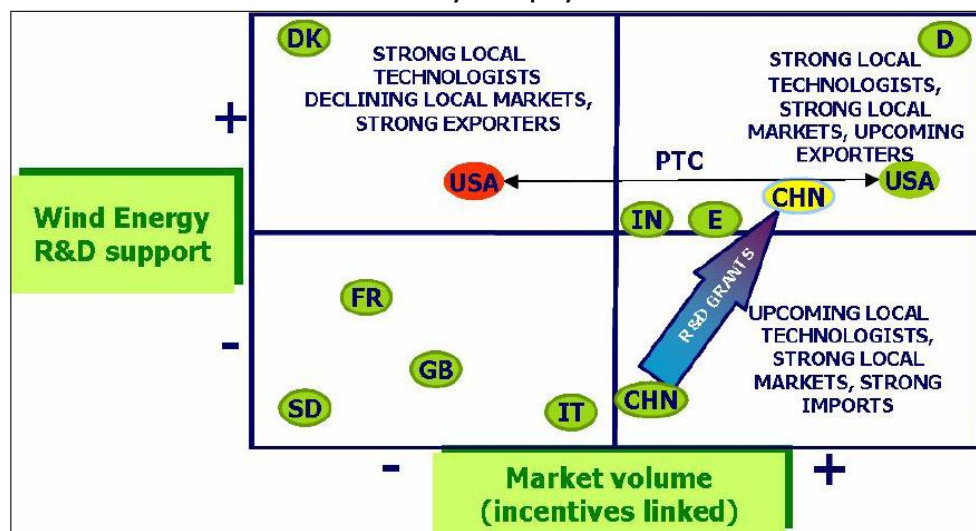 DK
STRONG LOCAL
TECHNOLOGISTS
DECLINING LOCAL MARKETS,
STRONG EXPORTERS
D
STRONG LOCAL
TECHNOLOGISTS,
STRONG LOCAL
MARKETS, UPCOMING
EXPORTERS
+
PTC
USA
USA
CHN
IN
E
Wind Energy
R&D support
R&D GRANTS
FR
GB
SD
IT
CHN
UPCOMING LOCAL
TECHNOLOGISTS,
STRONG LOCAL
MARKETS, STRONG
IMPORTS
-
-
+
Market volume
(incentives linked)